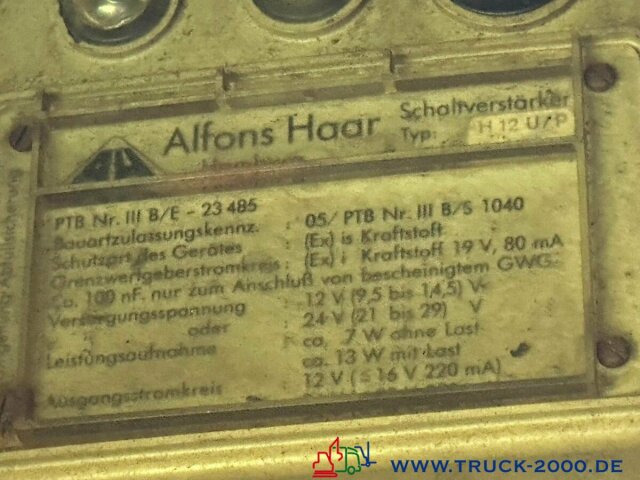 Alfons Haar
Hamburg
Schaltverstärker
Typ: H 12 U/P
PTB Nr. III B/E - 23 485
Bauartzulassungskennz. : 05/ PTB Nr. III B/S 1040
Schutzart des Gerätes : (Ex) is Kraftstoff
Grenzwertgeberstromkreis : (Ex) i Kraftstoff 19 V, 80 mA
Ca. 100 nF. nur zum Anschluß von bescheinigtem GWG.
Versorgungsspannung : 12 V (9,5 bis 14,5) V
oder : 24 V (21 bis 29) V
Leistungsaufnahme : ca. 7 W ohne Last
ca. 13 W mit Last
Ausgangsstromkreis 12 V (≤ 16 V 220 mA)
WWW.TRUCK-2000.DE